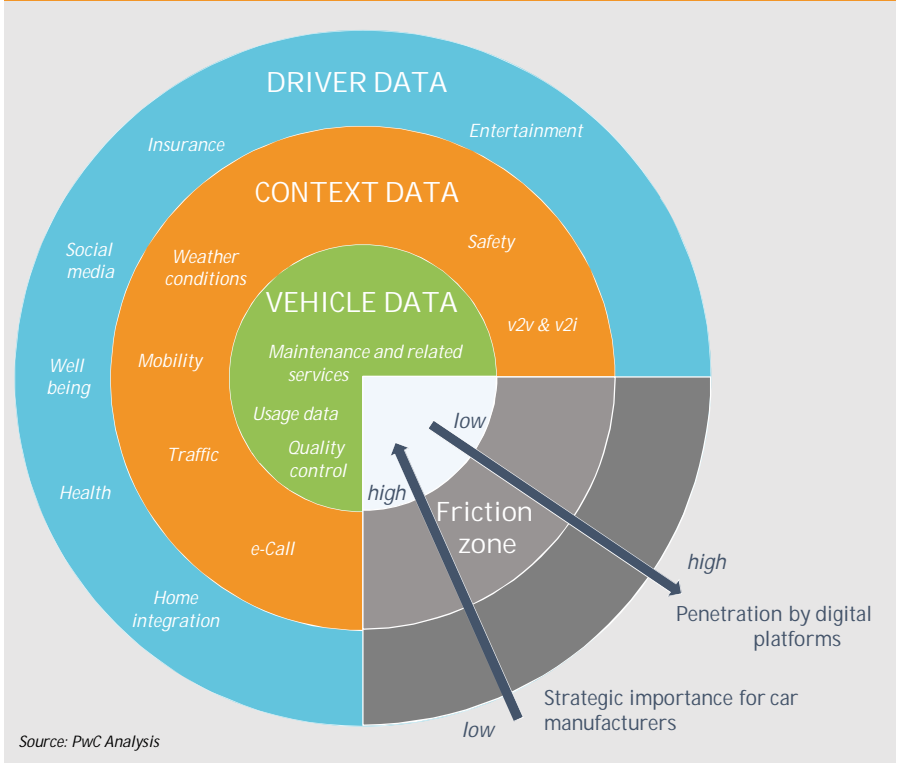 DRIVER DATA
Entertainment
Insurance
CONTEXT DATA
Social
media
Weather
conditions
Safety
VEHICLE DATA
v2v & v2i
Maintenance and related
services
Mobility
Well
being
Usage data
low
Quality
control
Traffic
Health
high
Friction
zone
e-Call
high
Home
integration
Penetration by digital
platforms
Strategic importance for car
manufacturers
low
Source: PwC Analysis